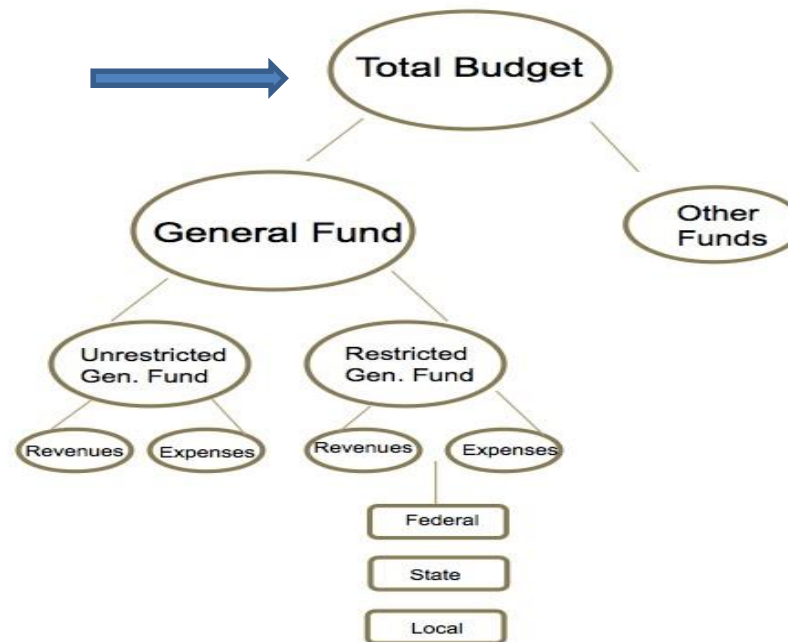 Total Budget
General Fund
Other
Funds
Unrestricted
Gen. Fund
Restricted
Gen. Fund
Revenues
Expenses
Revenues
Expenses
Federal
State
Local